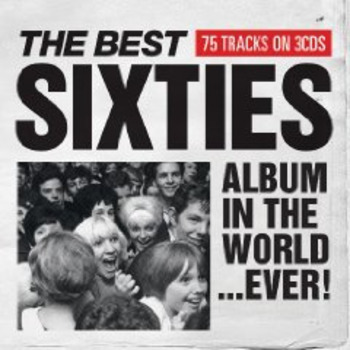 THE BEST
75 TRACKS ON 3CDS
SIXTIES
ALBUM
IN THE
WORLD
...EVER!